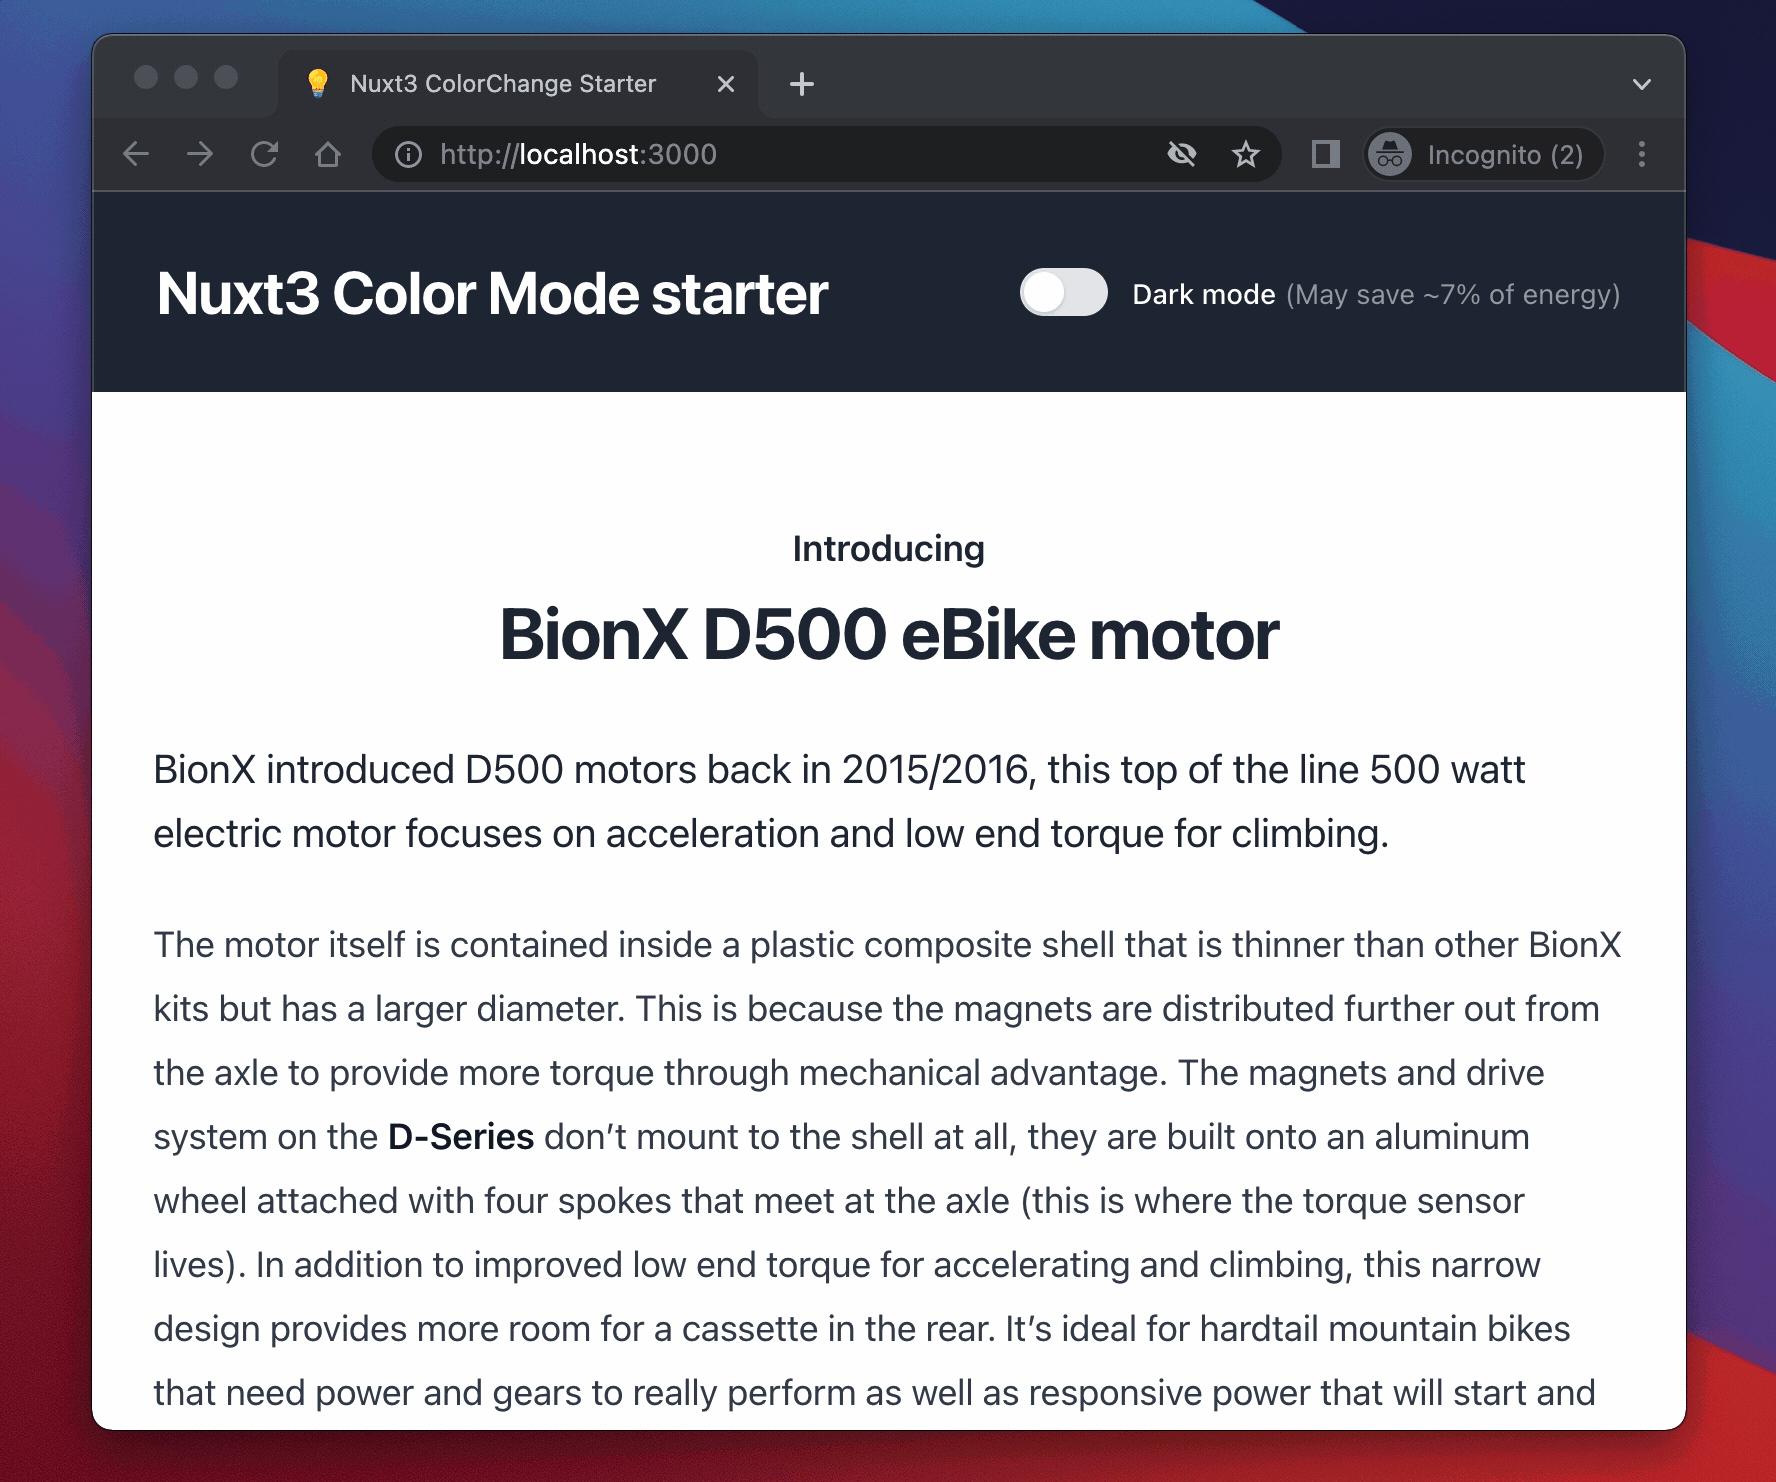 Nuxt3 ColorChange Starter
http://localhost:3000
Incognito (2)
Nuxt3 Color Mode starter
Dark mode (May save ~7% of energy)
Introducing
BionX D500 eBike motor
BionX introduced D500 motors back in 2015/2016, this top of the line 500 watt
electric motor focuses on acceleration and low end torque for climbing.
The motor itself is contained inside a plastic composite shell that is thinner than other BionX
kits but has a larger diameter. This is because the magnets are distributed further out from
the axle to provide more torque through mechanical advantage. The magnets and drive
system on the D-Series don’t mount to the shell at all, they are built onto an aluminum
wheel attached with four spokes that meet at the axle (this is where the torque sensor
lives). In addition to improved low end torque for accelerating and climbing, this narrow
design provides more room for a cassette in the rear. It’s ideal for hardtail mountain bikes
that need power and gears to really perform as well as responsive power that will start and